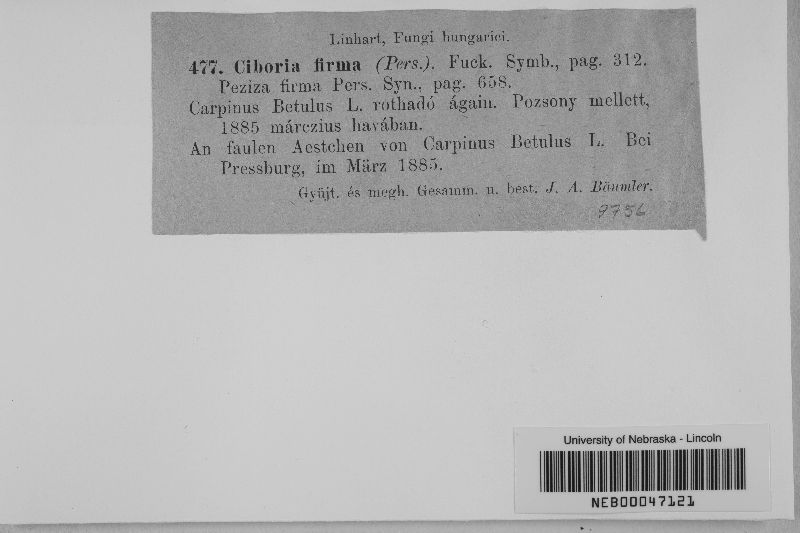 Linhart, Fungi hungarici.
477. Ciboria firma (Pers.). Fuck. Symb., pag. 312.
Peziza firma Pers. Syn., pag. 658.
Carpinus Betulus L. rothadó ágain. Pozsony mellett,
1885 márczius havában.
An faulen Aestchen von Carpinus Betulus L. Bei
Pressburg, im März 1885.
Gyüjt. és megh. Gesamm. u. best. J. A. Bäumler.
9756
University of Nebraska - Lincoln
NEB00047121